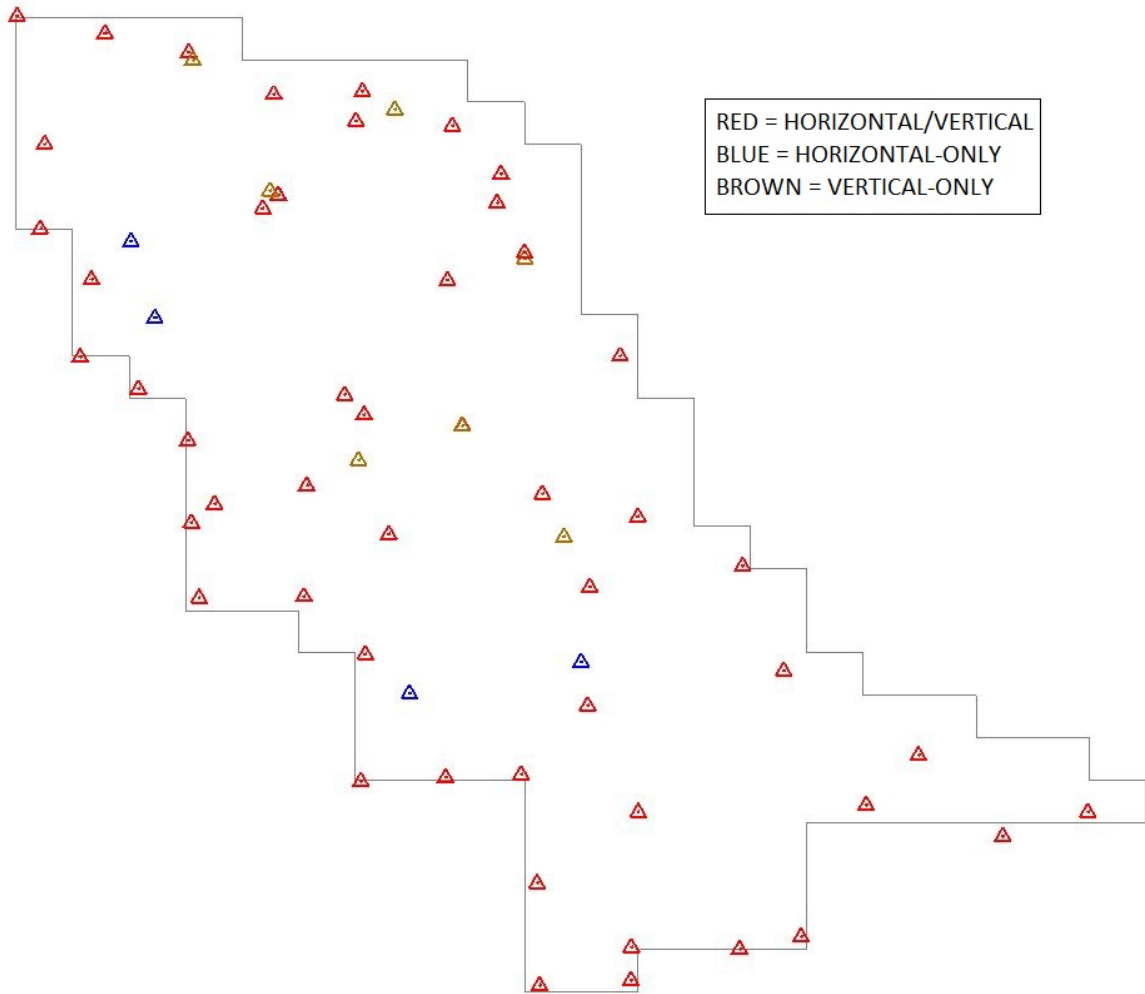 RED = HORIZONTAL/VERTICAL
BLUE = HORIZONTAL-ONLY
BROWN = VERTICAL-ONLY